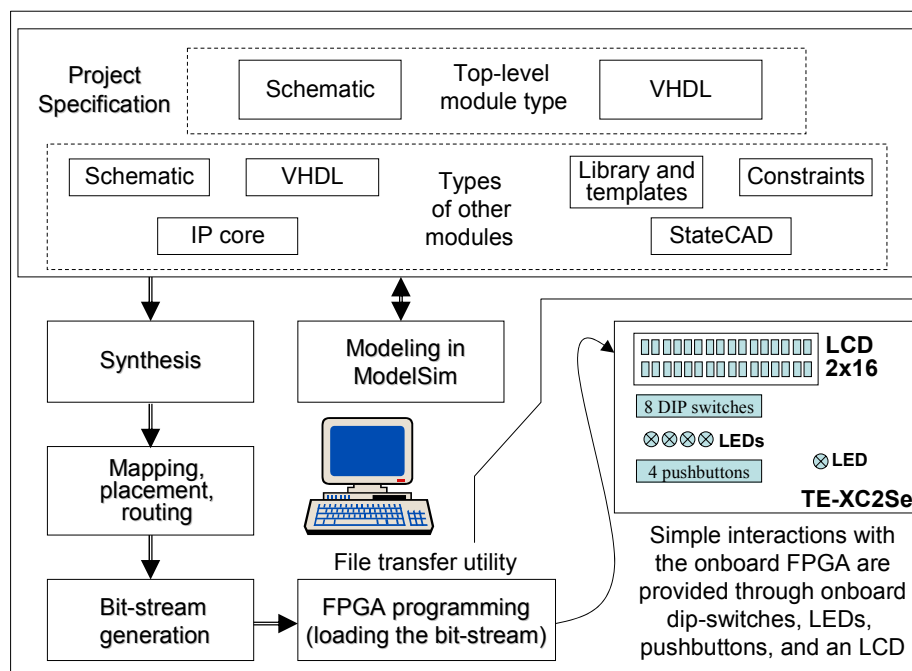 Project
Specification
Schematic
Top-level
module type
VHDL
Schematic
VHDL
Types
of other
modules
Library and
templates
Constraints
IP core
StateCAD
Synthesis
Modeling in
ModelSim
LCD
2x16
8 DIP switches
LEDs
4 pushbuttons
LED
TE-XC2Se
Mapping,
placement,
routing
File transfer utility
Simple interactions with
the onboard FPGA are
provided through onboard
dip-switches, LEDs,
pushbuttons, and an LCD
Bit-stream
generation
FPGA programming
(loading the bit-stream)